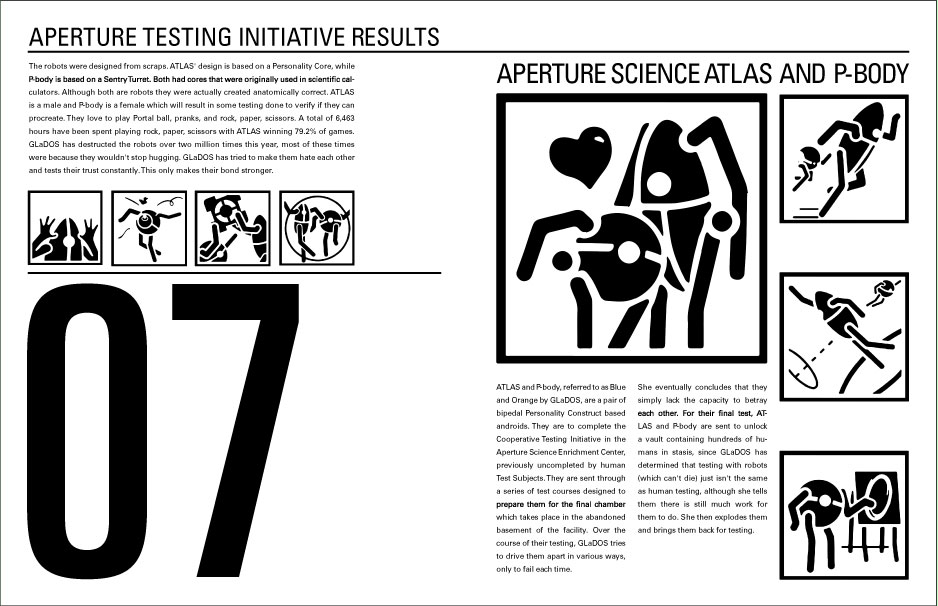 APERTURE TESTING INITIATIVE RESULTS
The robots were designed from scraps. ATLAS' design is based on a Personality Core, while
P-body is based on a Sentry Turret. Both had cores that were originally used in scientific cal-
culators. Although both are robots they were actually created anatomically correct. ATLAS
is a male and P-body is a female which will result in some testing done to verify if they can
procreate. They love to play Portal ball, pranks, and rock, paper, scissors. A total of 6,463
hours have been spent playing rock, paper, scissors with ATLAS winning 79.2% of games.
GLaDOS has destructed the robots over two million times this year, most of these times
were because they wouldn't stop hugging. GLaDOS has tried to make them hate each other
and tests their trust constantly. This only makes their bond stronger.
07
APERTURE SCIENCE ATLAS AND P-BODY
ATLAS and P-body, referred to as Blue
and Orange by GLaDOS, are a pair of
bipedal Personality Construct based
androids. They are to complete the
Cooperative Testing Initiative in the
Aperture Science Enrichment Center,
previously uncompleted by human
Test Subjects. They are sent through
a series of test courses designed to
prepare them for the final chamber
which takes place in the abandoned
basement of the facility. Over the
course of their testing, GLaDOS tries
to drive them apart in various ways,
only to fail each time.
She eventually concludes that they
simply lack the capacity to betray
each other. For their final test, AT-
LAS and P-body are sent to unlock
a vault containing hundreds of hu-
mans in stasis, since GLaDOS has
determined that testing with robots
(which can't die) just isn't the same
as human testing, although she tells
them there is still much work for
them to do. She then explodes them
and brings them back for testing.